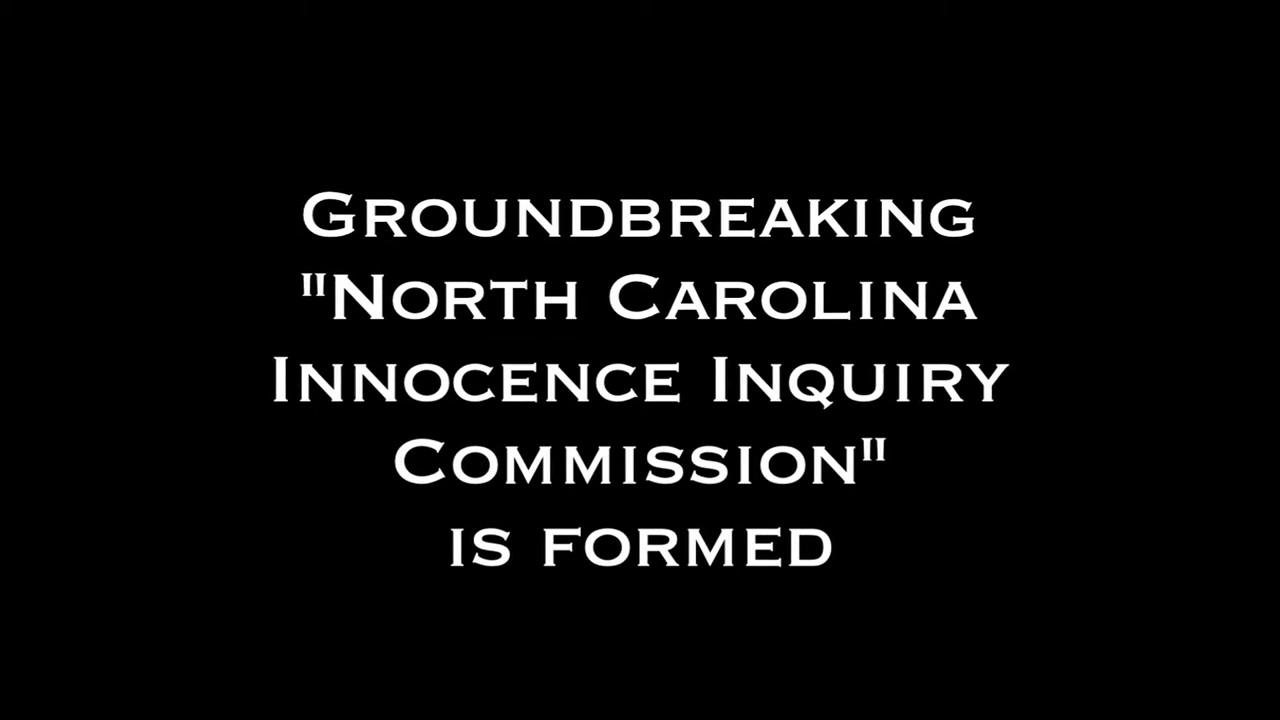 Groundbreaking
"North Carolina
Innocence Inquiry
Commission"
is formed